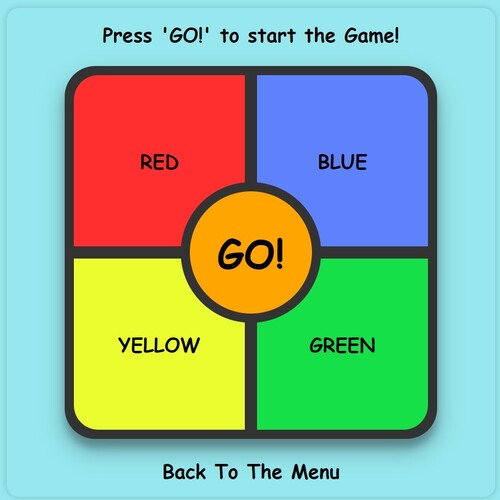 Press 'GO!' to start the Game!
RED
BLUE
GO!
YELLOW
GREEN
Back To The Menu